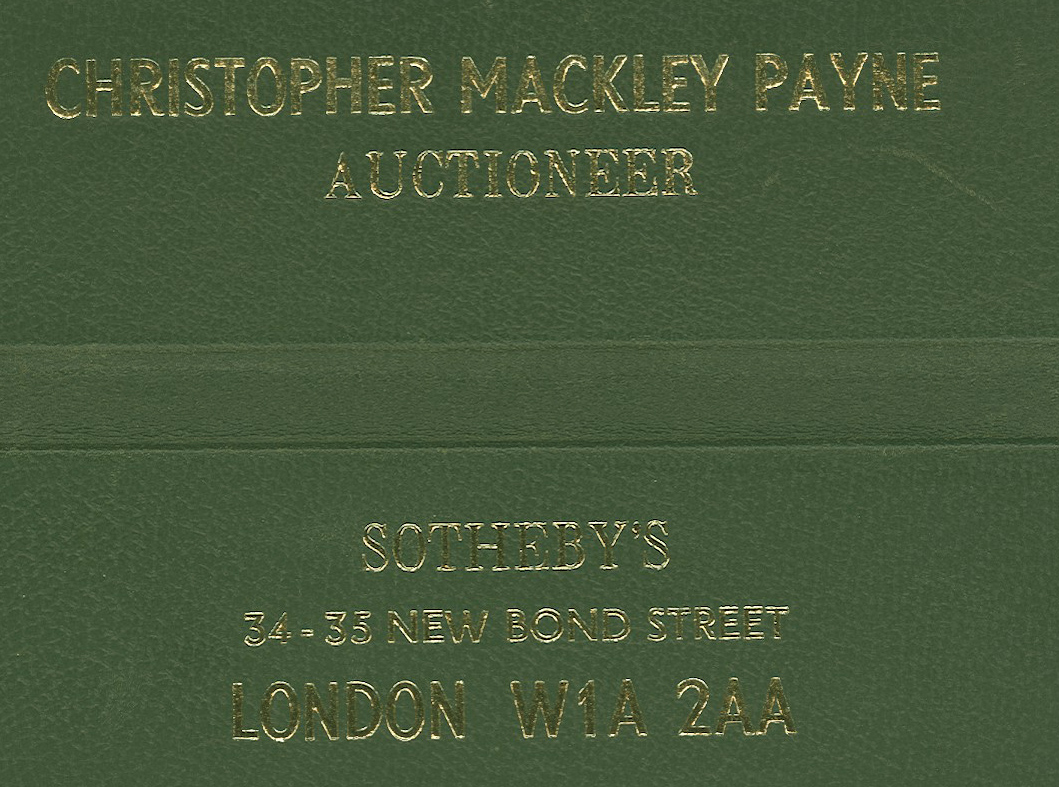 CHRISTOPHER MACKLEY PAYNE
AUCTIONEER
SOTHEBY'S
34-35 NEW BOND STREET
LONDON W1A 2AA